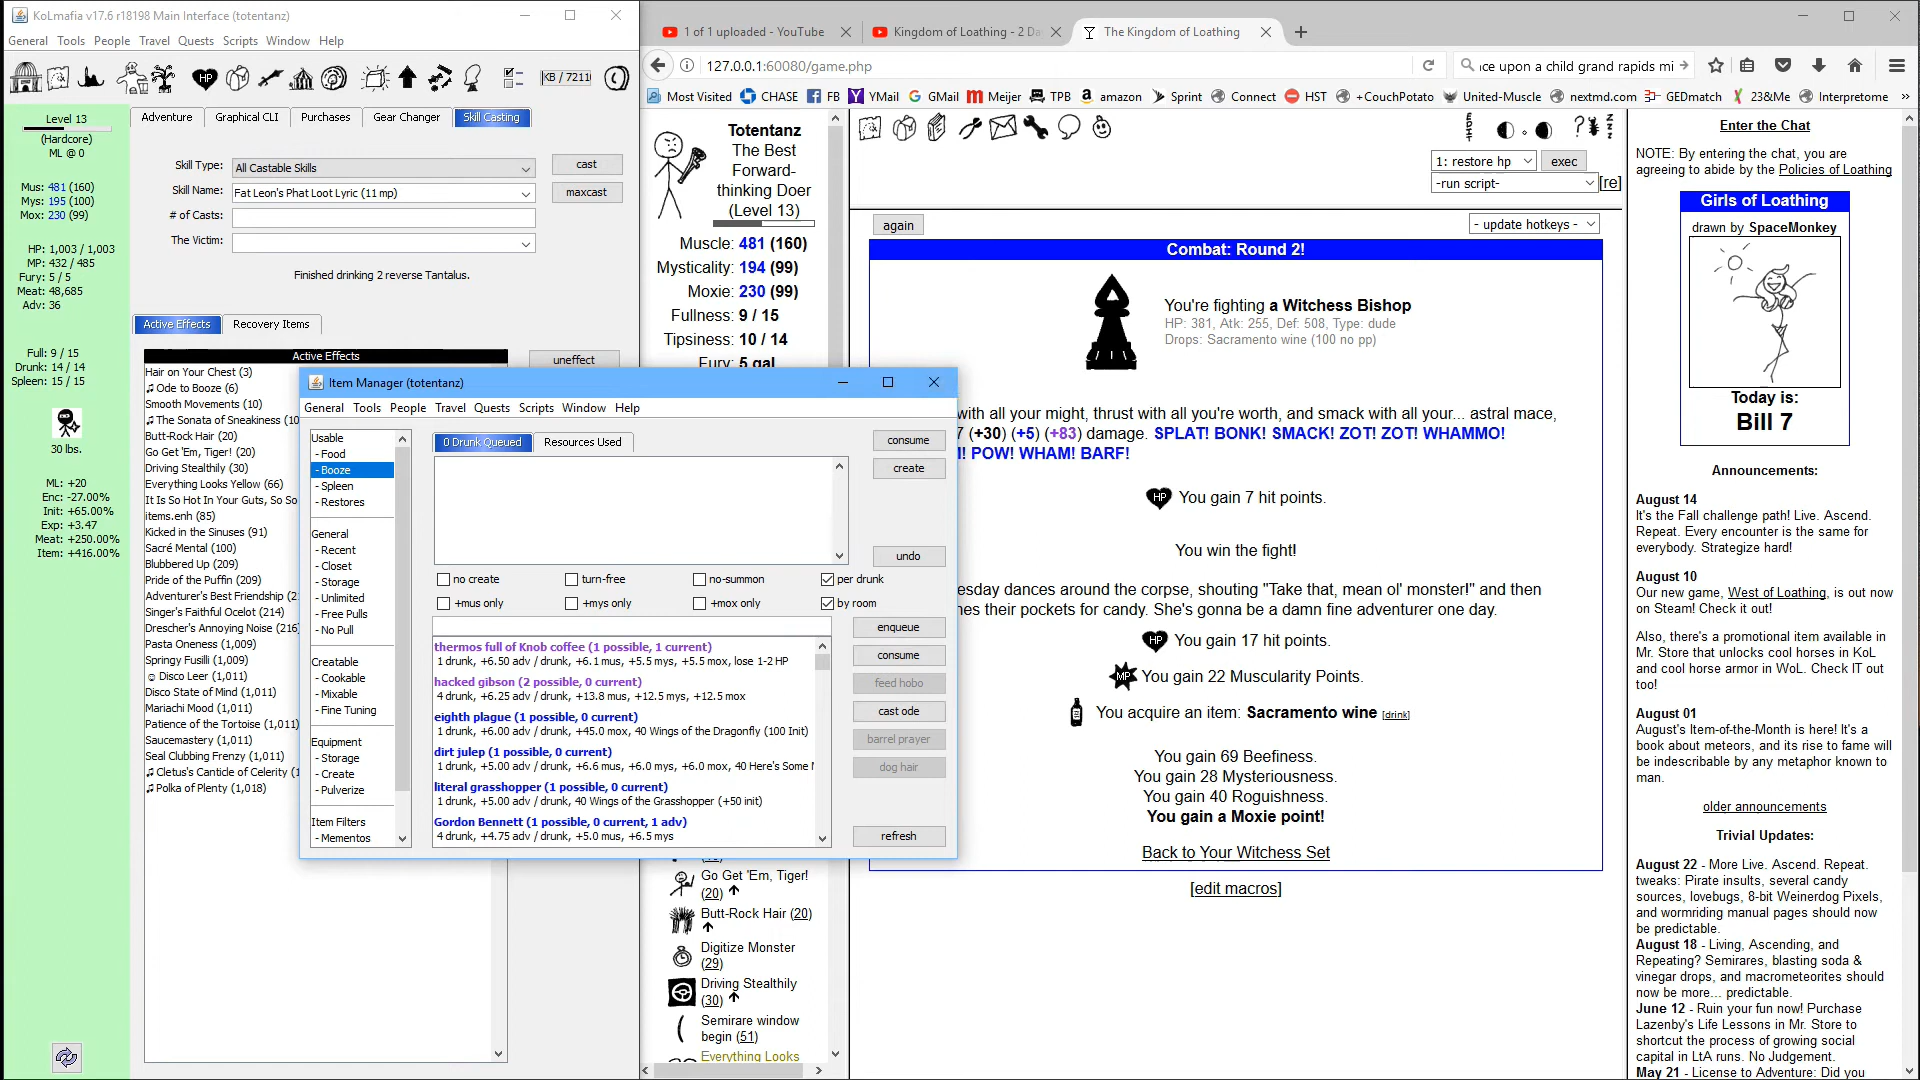 KoLmafia v17.6 r18198 Main Interface (totentanz)
General Tools People Travel Quests Scripts Window Help
HP
KB / 7211
Level 13
(Hardcore)
ML @ 0
Mus: 481 (160)
Mys: 195 (100)
Mox: 230 (99)
HP: 1,003 / 1,003
MP: 432 / 485
Fury: 5 / 5
Meat: 48,685
Adv: 36
Full: 9 / 15
Drunk: 14 / 14
Spleen: 15 / 15
30 lbs.
ML: +20
Enc: -27.00%
Init: +65.00%
Exp: +3.47
Meat: +250.00%
Item: +416.00%
Adventure Graphical CLI Purchases Gear Changer Skill Casting
Skill Type: All Castable Skills cast
Skill Name: Fat Leon's Phat Loot Lyric (11 mp) maxcast
# of Casts:
The Victim:
Finished drinking 2 reverse Tantalus.
Active Effects Recovery Items
Active Effects
uneffect
Hair on Your Chest (3)
Ode to Booze (6)
Smooth Movements (10)
The Sonata of Sneakiness (10
Butt-Rock Hair (20)
Go Get 'Em, Tiger! (20)
Driving Stealthily (30)
Everything Looks Yellow (66)
It Is So Hot In Your Guts, So So
items.enh (85)
Kicked in the Sinuses (91)
Sacré Mental (100)
Blubbered Up (209)
Pride of the Puffin (209)
Adventurer's Best Friendship (2
Singer's Faithful Ocelot (214)
Drescher's Annoying Noise (216)
Pasta Oneness (1,009)
Springy Fusilli (1,009)
Disco Leer (1,011)
Disco State of Mind (1,011)
Mariachi Mood (1,011)
Patience of the Tortoise (1,011)
Saucemastery (1,011)
Seal Clubbing Frenzy (1,011)
Cletus's Canticle of Celerity (1
Polka of Plenty (1,018)
Item Manager (totentanz)
General Tools People Travel Quests Scripts Window Help
Usable
- Food
- Booze
- Spleen
- Restores
General
- Recent
- Closet
- Storage
- Unlimited
- Free Pulls
- No Pull
Creatable
- Cookable
- Mixable
- Fine Tuning
Equipment
- Storage
- Create
- Pulverize
Item Filters
- Mementos
0 Drunk Queued Resources Used
consume
create
undo
no create turn-free no-summon per drunk
+mus only +mys only +mox only by room
enqueue
consume
feed hobo
cast ode
barrel prayer
dog hair
refresh
thermos full of Knob coffee (1 possible, 1 current)
1 drunk, +6.50 adv / drunk, +6.1 mus, +5.5 mys, +5.5 mox, lose 1-2 HP
hacked gibson (2 possible, 0 current)
4 drunk, +6.25 adv / drunk, +13.8 mus, +12.5 mys, +12.5 mox
eighth plague (1 possible, 0 current)
1 drunk, +6.00 adv / drunk, +45.0 mox, 40 Wings of the Dragonfly (100 Init)
dirt julep (1 possible, 0 current)
1 drunk, +5.00 adv / drunk, +6.6 mus, +6.0 mys, +6.0 mox, 40 Here's Some
literal grasshopper (1 possible, 0 current)
1 drunk, +5.00 adv / drunk, 40 Wings of the Grasshopper (+50 init)
Gordon Bennett (1 possible, 0 current, 1 adv)
4 drunk, +4.75 adv / drunk, +5.0 mus, +6.5 mys
1 of 1 uploaded - YouTube Kingdom of Loathing - 2 Da The Kingdom of Loathing
127.0.0.1:60080/game.php
ice upon a child grand rapids mi
Most Visited CHASE FB YMail GMail Meijer TPB amazon Sprint Connect HST +CouchPotato United-Muscle nextmd.com GEDmatch 23&Me Interpretome
Totentanz
The Best
Forward-
thinking Doer
(Level 13)
Muscle: 481 (160)
Mysticality: 194 (99)
Moxie: 230 (99)
Fullness: 9 / 15
Tipsiness: 10 / 14
Fury: 5 gal
Go Get 'Em, Tiger!
(20)
Butt-Rock Hair (20)
Digitize Monster
(29)
Driving Stealthily
(30)
Semirare window
begin (51)
Everything Looks
EDIT
1: restore hp exec
-run script- [re]
again
- update hotkeys -
Combat: Round 2!
You're fighting a Witchess Bishop
HP: 381, Atk: 255, Def: 508, Type: dude
Drops: Sacramento wine (100 no pp)
with all your might, thrust with all you're worth, and smack with all your... astral mace,
7 (+30) (+5) (+83) damage. SPLAT! BONK! SMACK! ZOT! ZOT! WHAMMO!
! POW! WHAM! BARF!
HP You gain 7 hit points.
You win the fight!
esday dances around the corpse, shouting "Take that, mean ol' monster!" and then
es their pockets for candy. She's gonna be a damn fine adventurer one day.
HP You gain 17 hit points.
MP You gain 22 Muscularity Points.
You acquire an item: Sacramento wine [drink]
You gain 69 Beefiness.
You gain 28 Mysteriousness.
You gain 40 Roguishness.
You gain a Moxie point!
Back to Your Witchess Set
[edit macros]
Enter the Chat
NOTE: By entering the chat, you are
agreeing to abide by the Policies of Loathing
Girls of Loathing
drawn by SpaceMonkey
Today is:
Bill 7
Announcements:
August 14
It's the Fall challenge path! Live. Ascend.
Repeat. Every encounter is the same for
everybody. Strategize hard!
August 10
Our new game, West of Loathing, is out now
on Steam! Check it out!
Also, there's a promotional item available in
Mr. Store that unlocks cool horses in KoL
and cool horse armor in WoL. Check IT out
too!
August 01
August's Item-of-the-Month is here! It's a
book about meteors, and its rise to fame will
be indescribable by any metaphor known to
man.
older announcements
Trivial Updates:
August 22 - More Live. Ascend. Repeat.
tweaks: Pirate insults, several candy
sources, lovebugs, 8-bit Weinerdog Pixels,
and wormriding manual pages should now
be predictable.
August 18 - Living, Ascending, and
Repeating? Semirares, blasting soda &
vinegar drops, and macrometeorites should
now be more... predictable.
June 12 - Ruin your fun now! Purchase
Lazenby's Life Lessons in Mr. Store to
shortcut the process of growing social
capital in LtA runs. No Judgement.
May 21 - License to Adventure: Did you